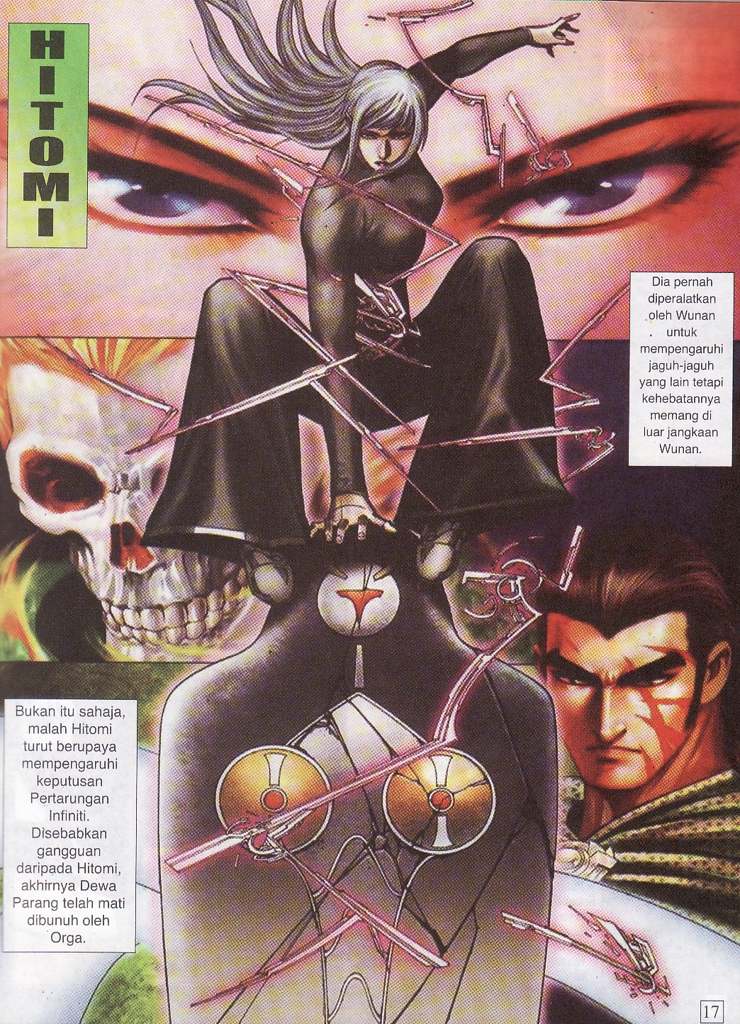 HITOMI
Dia pernah
diperalatkan
oleh Wunan
untuk
mempengaruhi
jaguh-jaguh
yang lain tetapi
kehebatannya
memang di
luar jangkaan
Wunan.
Bukan itu sahaja,
malah Hitomi
turut berupaya
mempengaruhi
keputusan
Pertarungan
Infiniti.
Disebabkan
gangguan
daripada Hitomi,
akhirnya Dewa
Parang telah mati
dibunuh oleh
Orga.
17